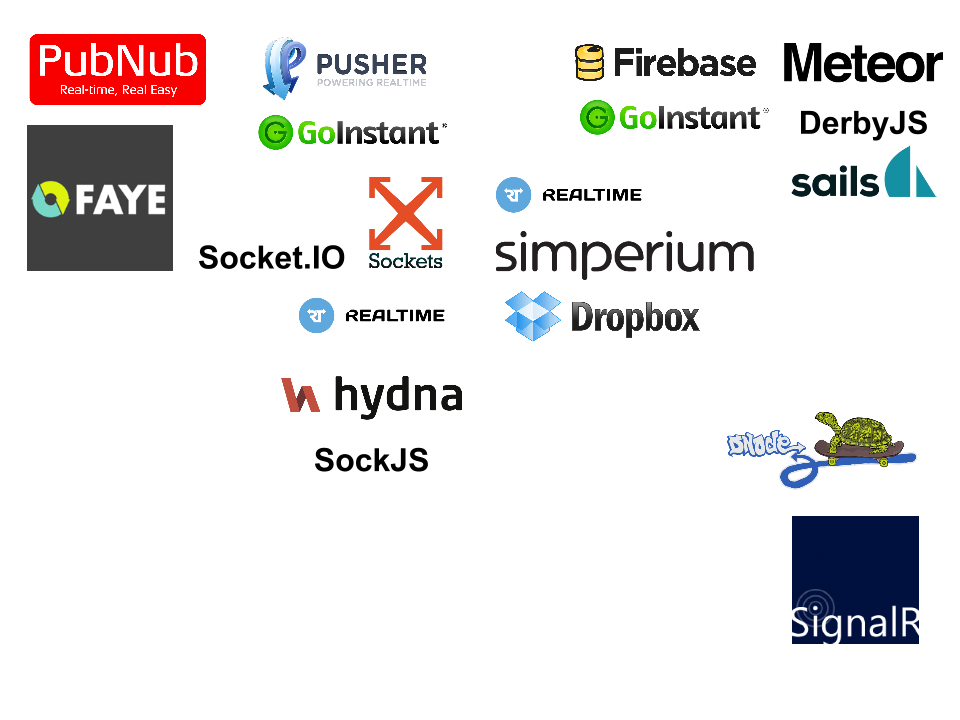 PubNub
Real-time, Real Easy
PUSHER
POWERING REALTIME
Firebase
Meteor
GoInstant
GoInstant
DerbyJS
FAYE
sails
REALTIME
Socket.IO
Sockets
simperium
REALTIME
Dropbox
hydna
DNode
SockJS
SignalR